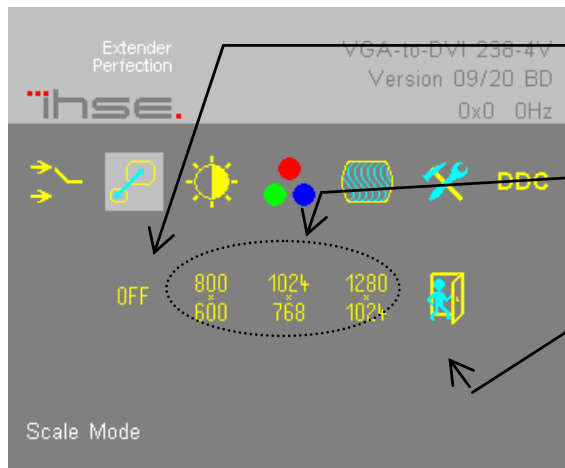 Extender
Perfection
ihse.
VGA-to-DVI 238-4V
Version 09/20 BD
0x0 0Hz
DDC
OFF
800
x
600
1024
x
768
1280
x
1024
Scale Mode